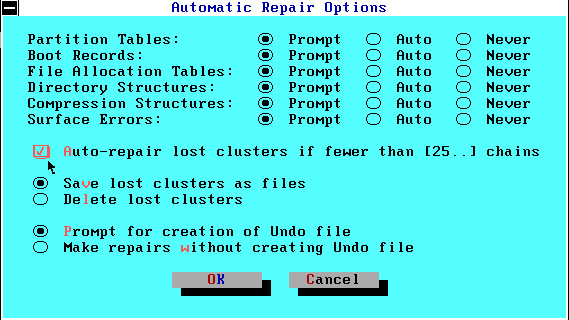 Automatic Repair Options
Partition Tables: Prompt Auto Never
Boot Records: Prompt Auto Never
File Allocation Tables: Prompt Auto Never
Directory Structures: Prompt Auto Never
Compression Structures: Prompt Auto Never
Surface Errors: Prompt Auto Never
Auto-repair lost clusters if fewer than [25..] chains
Save lost clusters as files
Delete lost clusters
Prompt for creation of Undo file
Make repairs without creating Undo file
OK Cancel